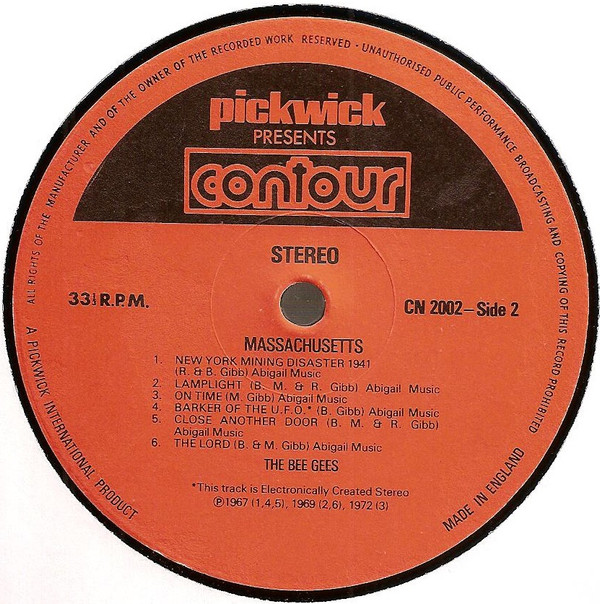 ALL RIGHTS OF THE MANUFACTURER AND OF THE OWNER OF THE RECORDED WORK RESERVED - UNAUTHORISED PUBLIC PERFORMANCE BROADCASTING AND COPYING OF THIS RECORD PROHIBITED
pickwick
PRESENTS
contour
STEREO
33⅓ R.P.M.
CN 2002–Side 2
MASSACHUSETTS
1. NEW YORK MINING DISASTER 1941
(R. & B. Gibb) Abigail Music
2. LAMPLIGHT (B. M. & R. Gibb) Abigail Music
3. ON TIME (M. Gibb) Abigail Music
4. BARKER OF THE U.F.O.* (B. Gibb) Abigail Music
5. CLOSE ANOTHER DOOR (B. M. & R. Gibb)
Abigail Music
6. THE LORD (B. & M. Gibb) Abigail Music
THE BEE GEES
*This track is Electronically Created Stereo
℗1967 (1,4,5), 1969 (2,6), 1972 (3)
A PICKWICK INTERNATIONAL PRODUCT
MADE IN ENGLAND